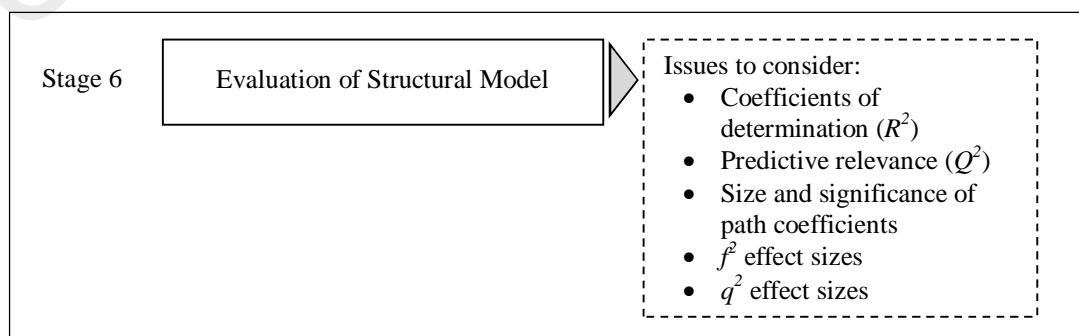 Stage 6
Evaluation of Structural Model
Issues to consider:
• Coefficients of
determination (R²)
• Predictive relevance (Q²)
• Size and significance of
path coefficients
• f² effect sizes
• q² effect sizes